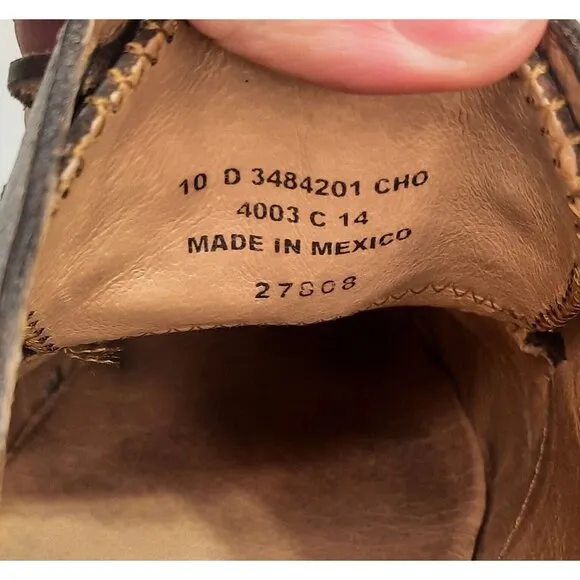 10 D 3484201 CHO
4003 C 14
MADE IN MEXICO
27808